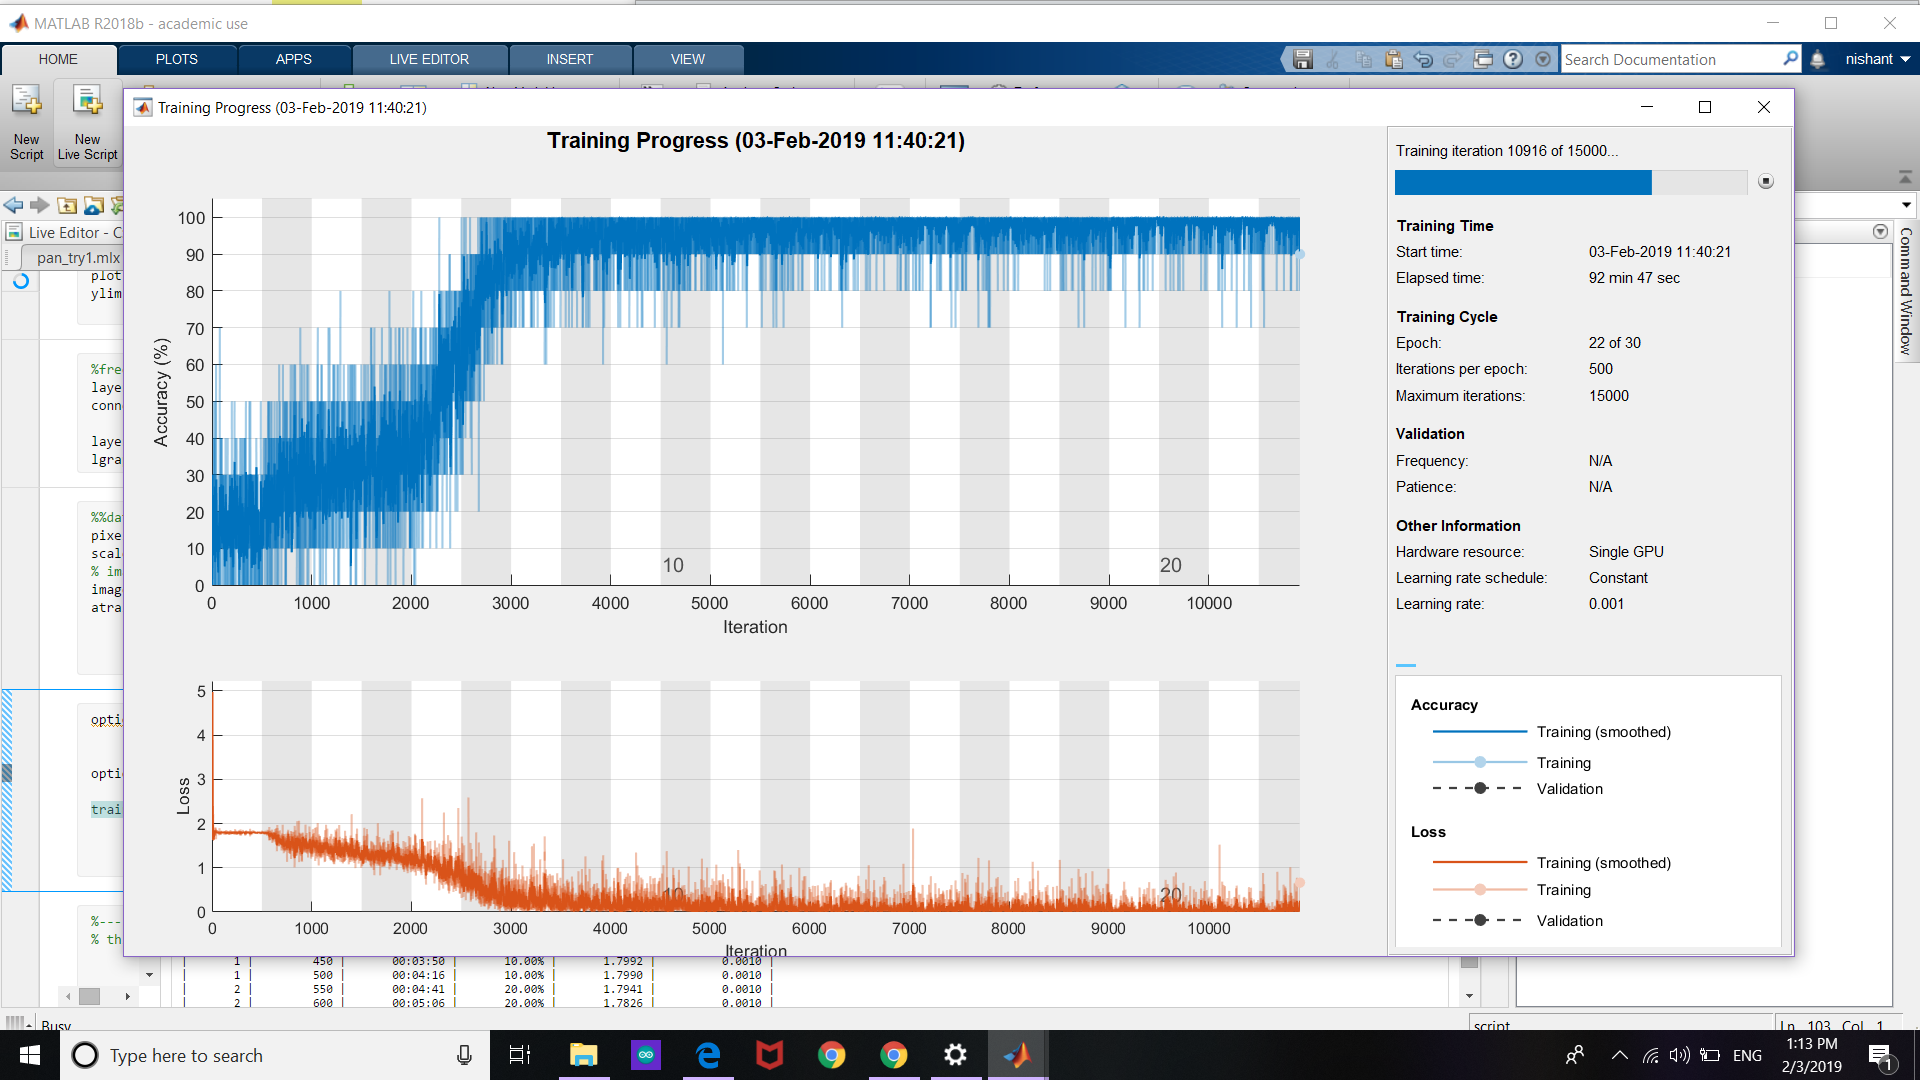 MATLAB R2018b - academic use
HOME PLOTS APPS LIVE EDITOR INSERT VIEW
Search Documentation
nishant
New Script
New Live Script
Training Progress (03-Feb-2019 11:40:21)
Live Editor - C
pan_try1.mlx
plot
ylim
%fre
laye
conn
laye
lgra
%%da
pixe
scal
% im
imag
atra
opti
opti
trai
%---
% th
Training Progress (03-Feb-2019 11:40:21)
Accuracy (%)
100
90
80
70
60
50
40
30
20
10
0
10 20
0 1000 2000 3000 4000 5000 6000 7000 8000 9000 10000
Iteration
Loss
5
4
3
2
1
0
10 20
0 1000 2000 3000 4000 5000 6000 7000 8000 9000 10000
Iteration
Training iteration 10916 of 15000...
Training Time
Start time: 03-Feb-2019 11:40:21
Elapsed time: 92 min 47 sec
Training Cycle
Epoch: 22 of 30
Iterations per epoch: 500
Maximum iterations: 15000
Validation
Frequency: N/A
Patience: N/A
Other Information
Hardware resource: Single GPU
Learning rate schedule: Constant
Learning rate: 0.001
Accuracy
Training (smoothed)
Training
Validation
Loss
Training (smoothed)
Training
Validation
Command Window
| 1 | 450 | 00:03:50 | 10.00% | 1.7992 | 0.0010 |
| 1 | 500 | 00:04:16 | 10.00% | 1.7990 | 0.0010 |
| 2 | 550 | 00:04:41 | 20.00% | 1.7941 | 0.0010 |
| 2 | 600 | 00:05:06 | 20.00% | 1.7826 | 0.0010 |
Busy
script
Ln 103 Col 1
Type here to search
ENG
1:13 PM
2/3/2019
1